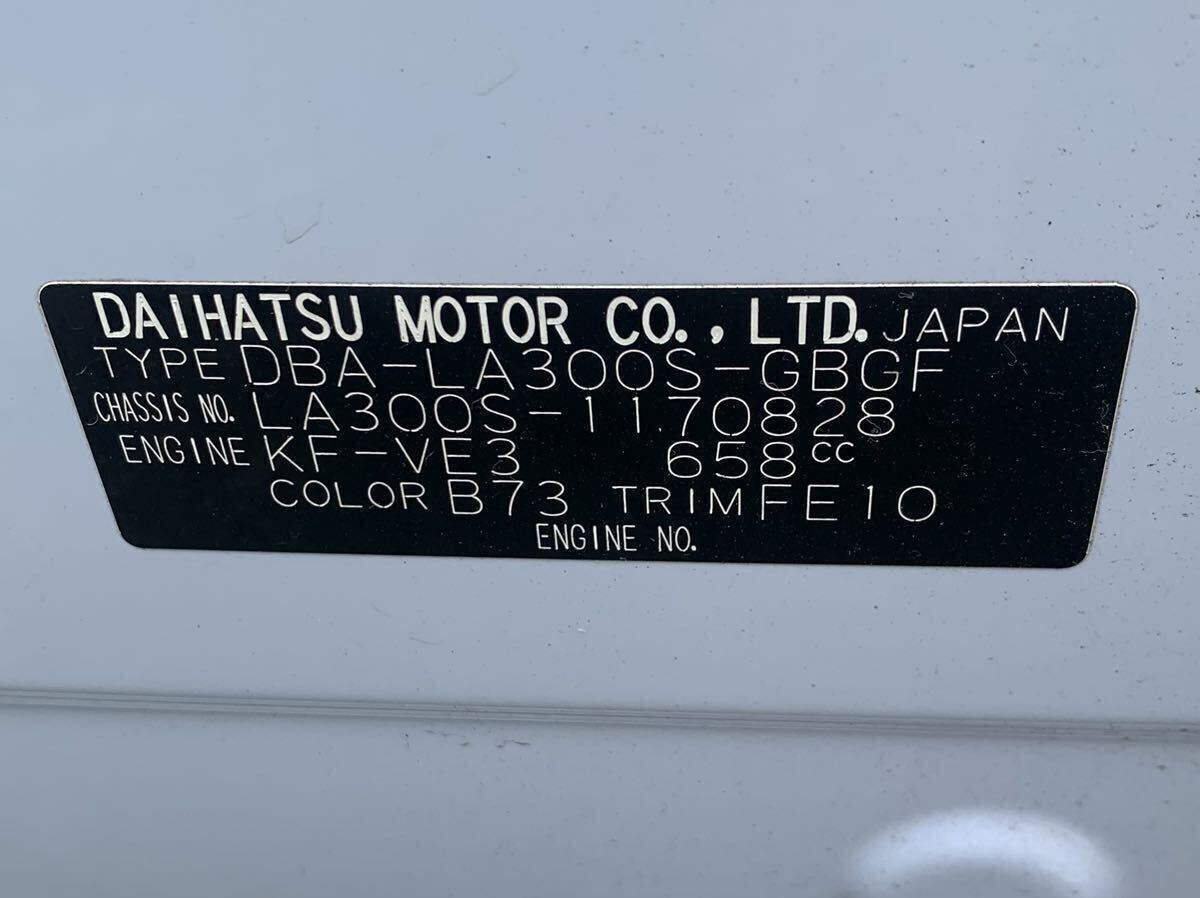 DAIHATSU MOTOR CO., LTD. JAPAN
TYPE DBA-LA300S-GBGF
CHASSIS NO. LA300S-1170828
ENGINE KF-VE3 658cc
COLOR B73 TRIM FE10
ENGINE NO.